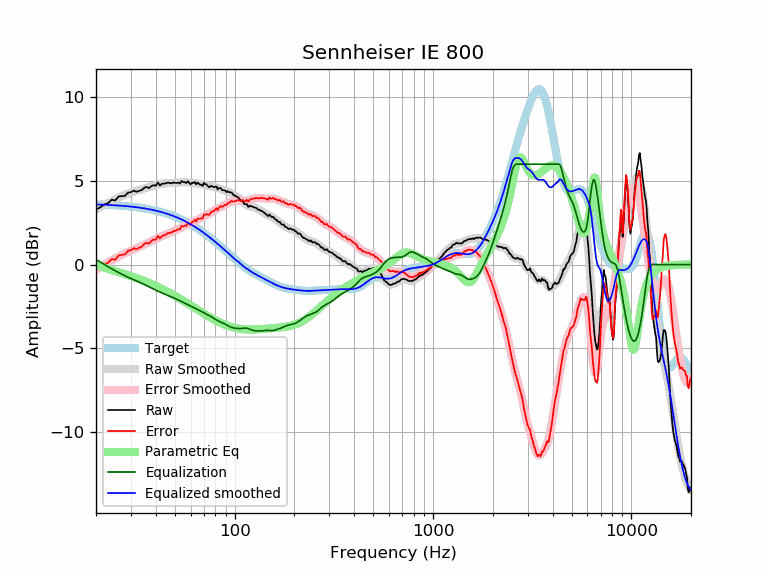 Sennheiser IE 800
10
5
0
−5
−10
Amplitude (dBr)
Target
Raw Smoothed
Error Smoothed
Raw
Error
Parametric Eq
Equalization
Equalized smoothed
100
1000
10000
Frequency (Hz)